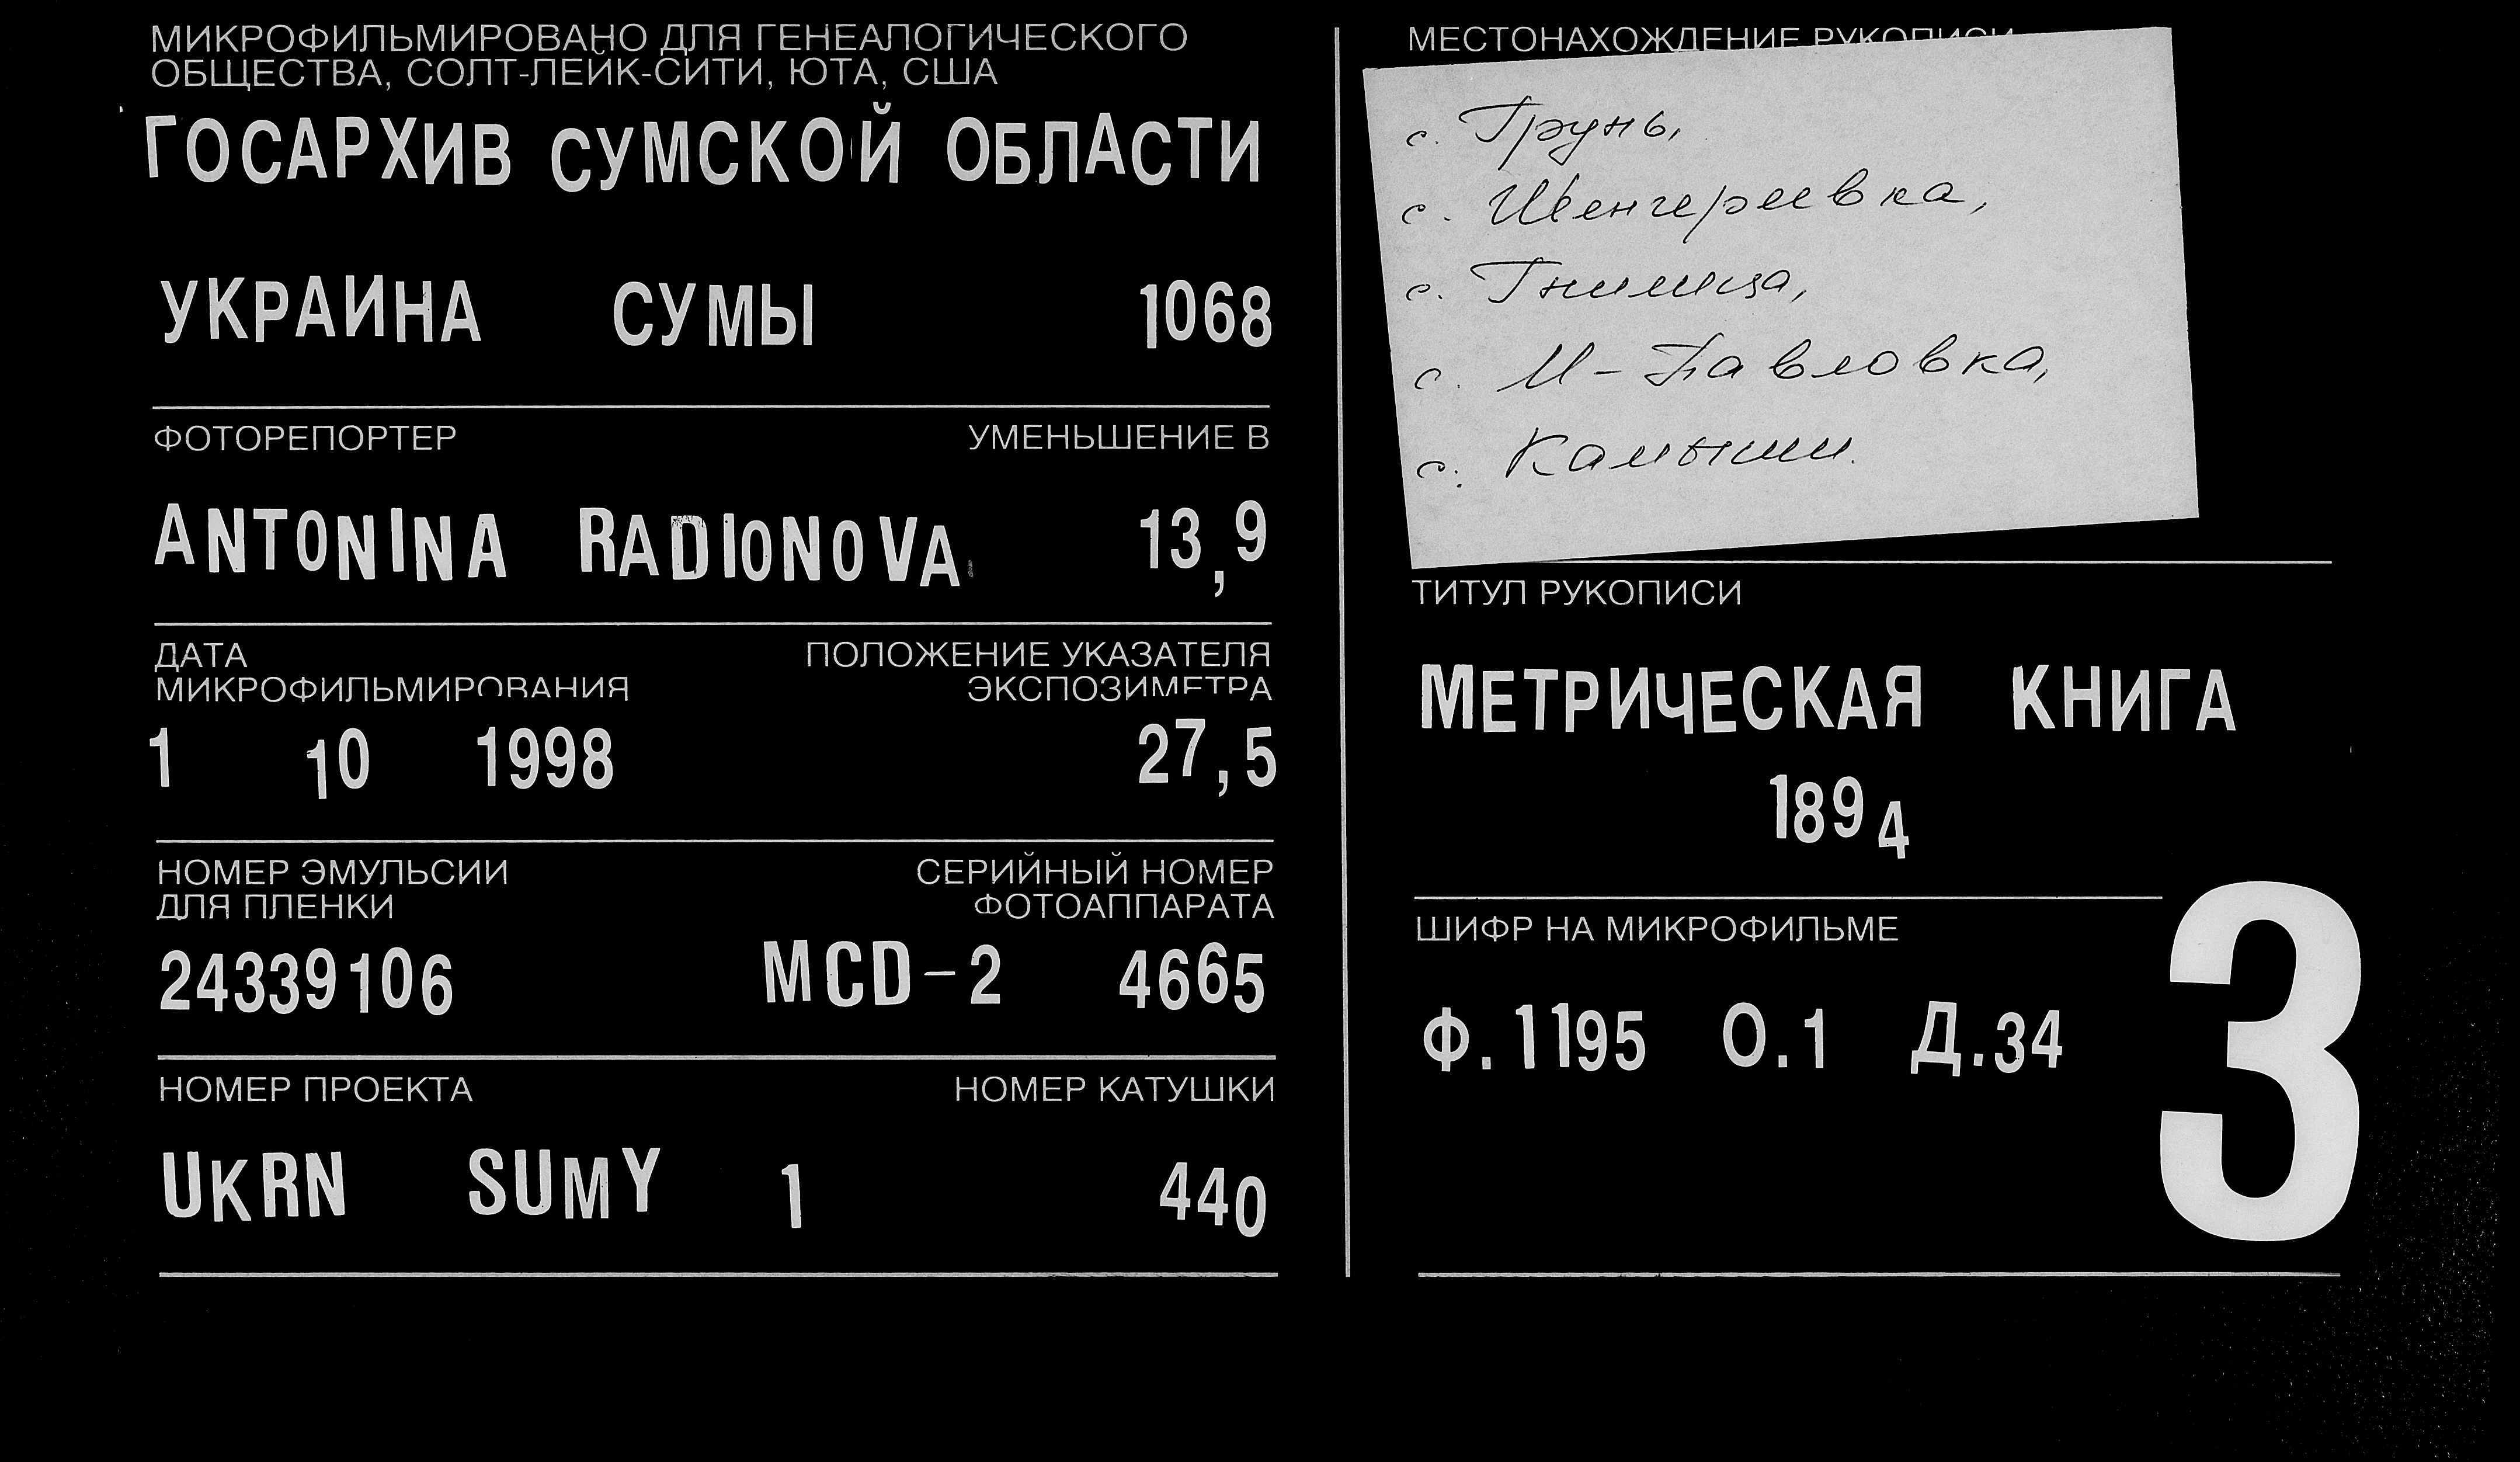 МИКРОФИЛЬМИРОВАНО ДЛЯ ГЕНЕАЛОГИЧЕСКОГО
ОБЩЕСТВА, СОЛТ-ЛЕЙК-СИТИ, ЮТА, США
ГОСАРХИВ СУМСКОЙ ОБЛАСТИ
УКРАИНА СУМЫ 1068
ФОТОРЕПОРТЕР УМЕНЬШЕНИЕ В
ANTONINA RADIONOVA 13,9
ДАТА ПОЛОЖЕНИЕ УКАЗАТЕЛЯ
МИКРОФИЛЬМИРОВАНИЯ ЭКСПОЗИМЕТРА
1 10 1998 27,5
НОМЕР ЭМУЛЬСИИ СЕРИЙНЫЙ НОМЕР
ДЛЯ ПЛЕНКИ ФОТОАППАРАТА
24339106 MCD-2 4665
НОМЕР ПРОЕКТА НОМЕР КАТУШКИ
UKRN SUMY 1 440
МЕСТОНАХОЖДЕНИЕ РУКОПИСИ
с. Грунь,
с.
с. Гнилица,
с. М-Павловка,
с. Камыши.
ТИТУЛ РУКОПИСИ
МЕТРИЧЕСКАЯ КНИГА
1894
ШИФР НА МИКРОФИЛЬМЕ
Ф. 1195 О.1 Д.34
3